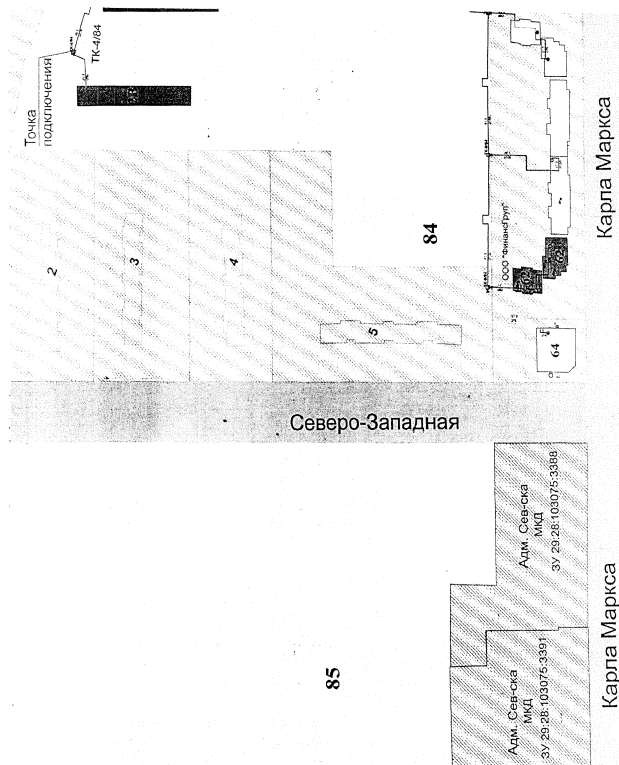 Точка
подключения
ТК-4/84
2
3
4
5
84
ООО "ФинансГруп"
64
Карла Маркса
Северо-Западная
85
Адм. Сев-ска
МКД
ЗУ 29:28:103075:3388
Адм. Сев-ска
МКД
ЗУ 29:28:103075:3391
Карла Маркса